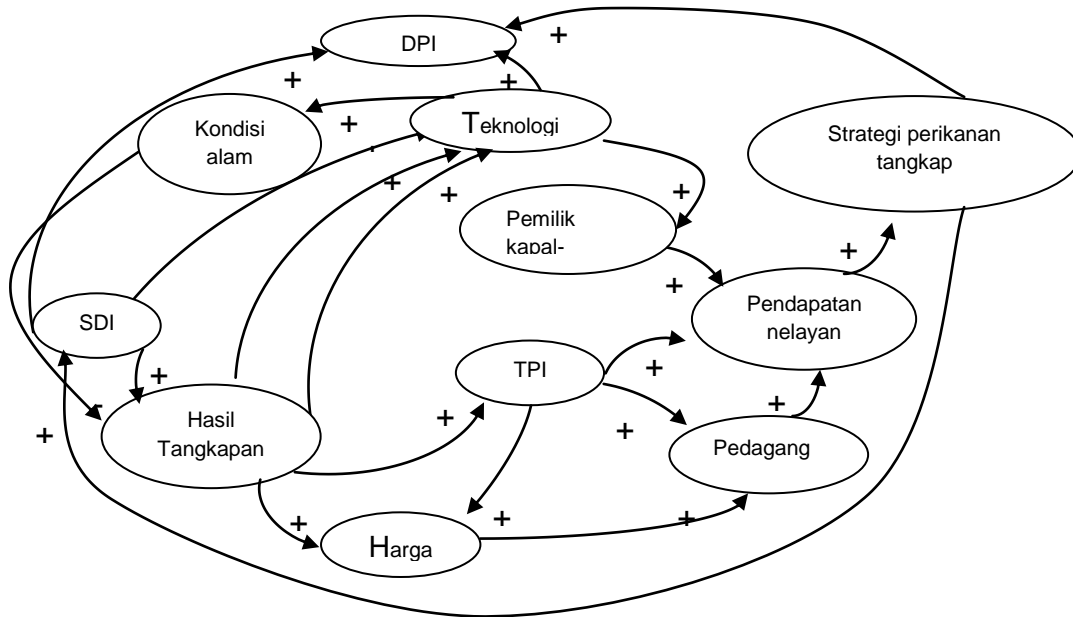 DPI
+
+
+
Teknologi
Kondisi
alam
+
Strategi perikanan
tangkap
+
+
+
Pemilik
kapal-
+
+
Pendapatan
nelayan
SDI
+
TPI
+
-
+
Hasil
Tangkapan
+
+
+
Pedagang
+
+
+
Harga